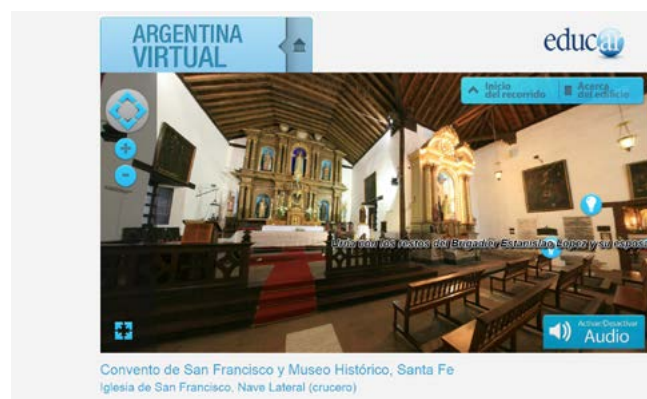 ARGENTINA
VIRTUAL
educ.ar
Inicio
del recorrido
Acerca
del edificio
Urna con los restos del Brigadier Estanislao López y su esposa
Activar/Desactivar
Audio
Convento de San Francisco y Museo Histórico, Santa Fe
Iglesia de San Francisco, Nave Lateral (crucero)